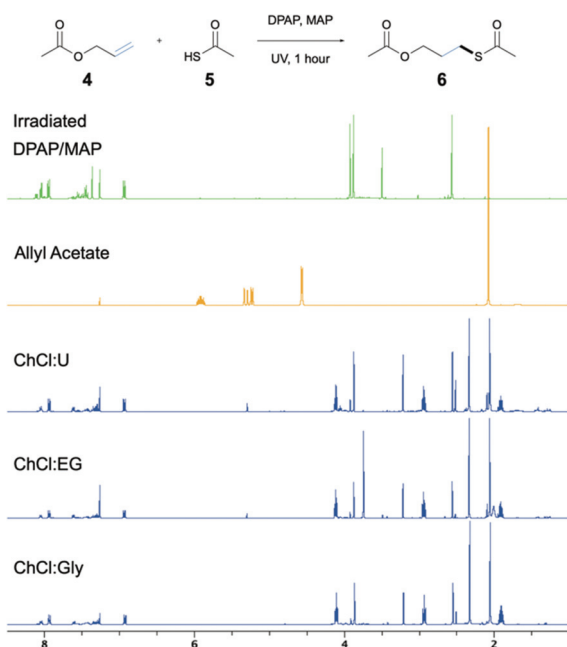 DPAP, MAP
O
O
O
HS
O
O
O
S
+
UV, 1 hour
4
5
6
Irradiated
DPAP/MAP
Allyl Acetate
ChCl:U
ChCl:EG
ChCl:Gly
8 6 4 2